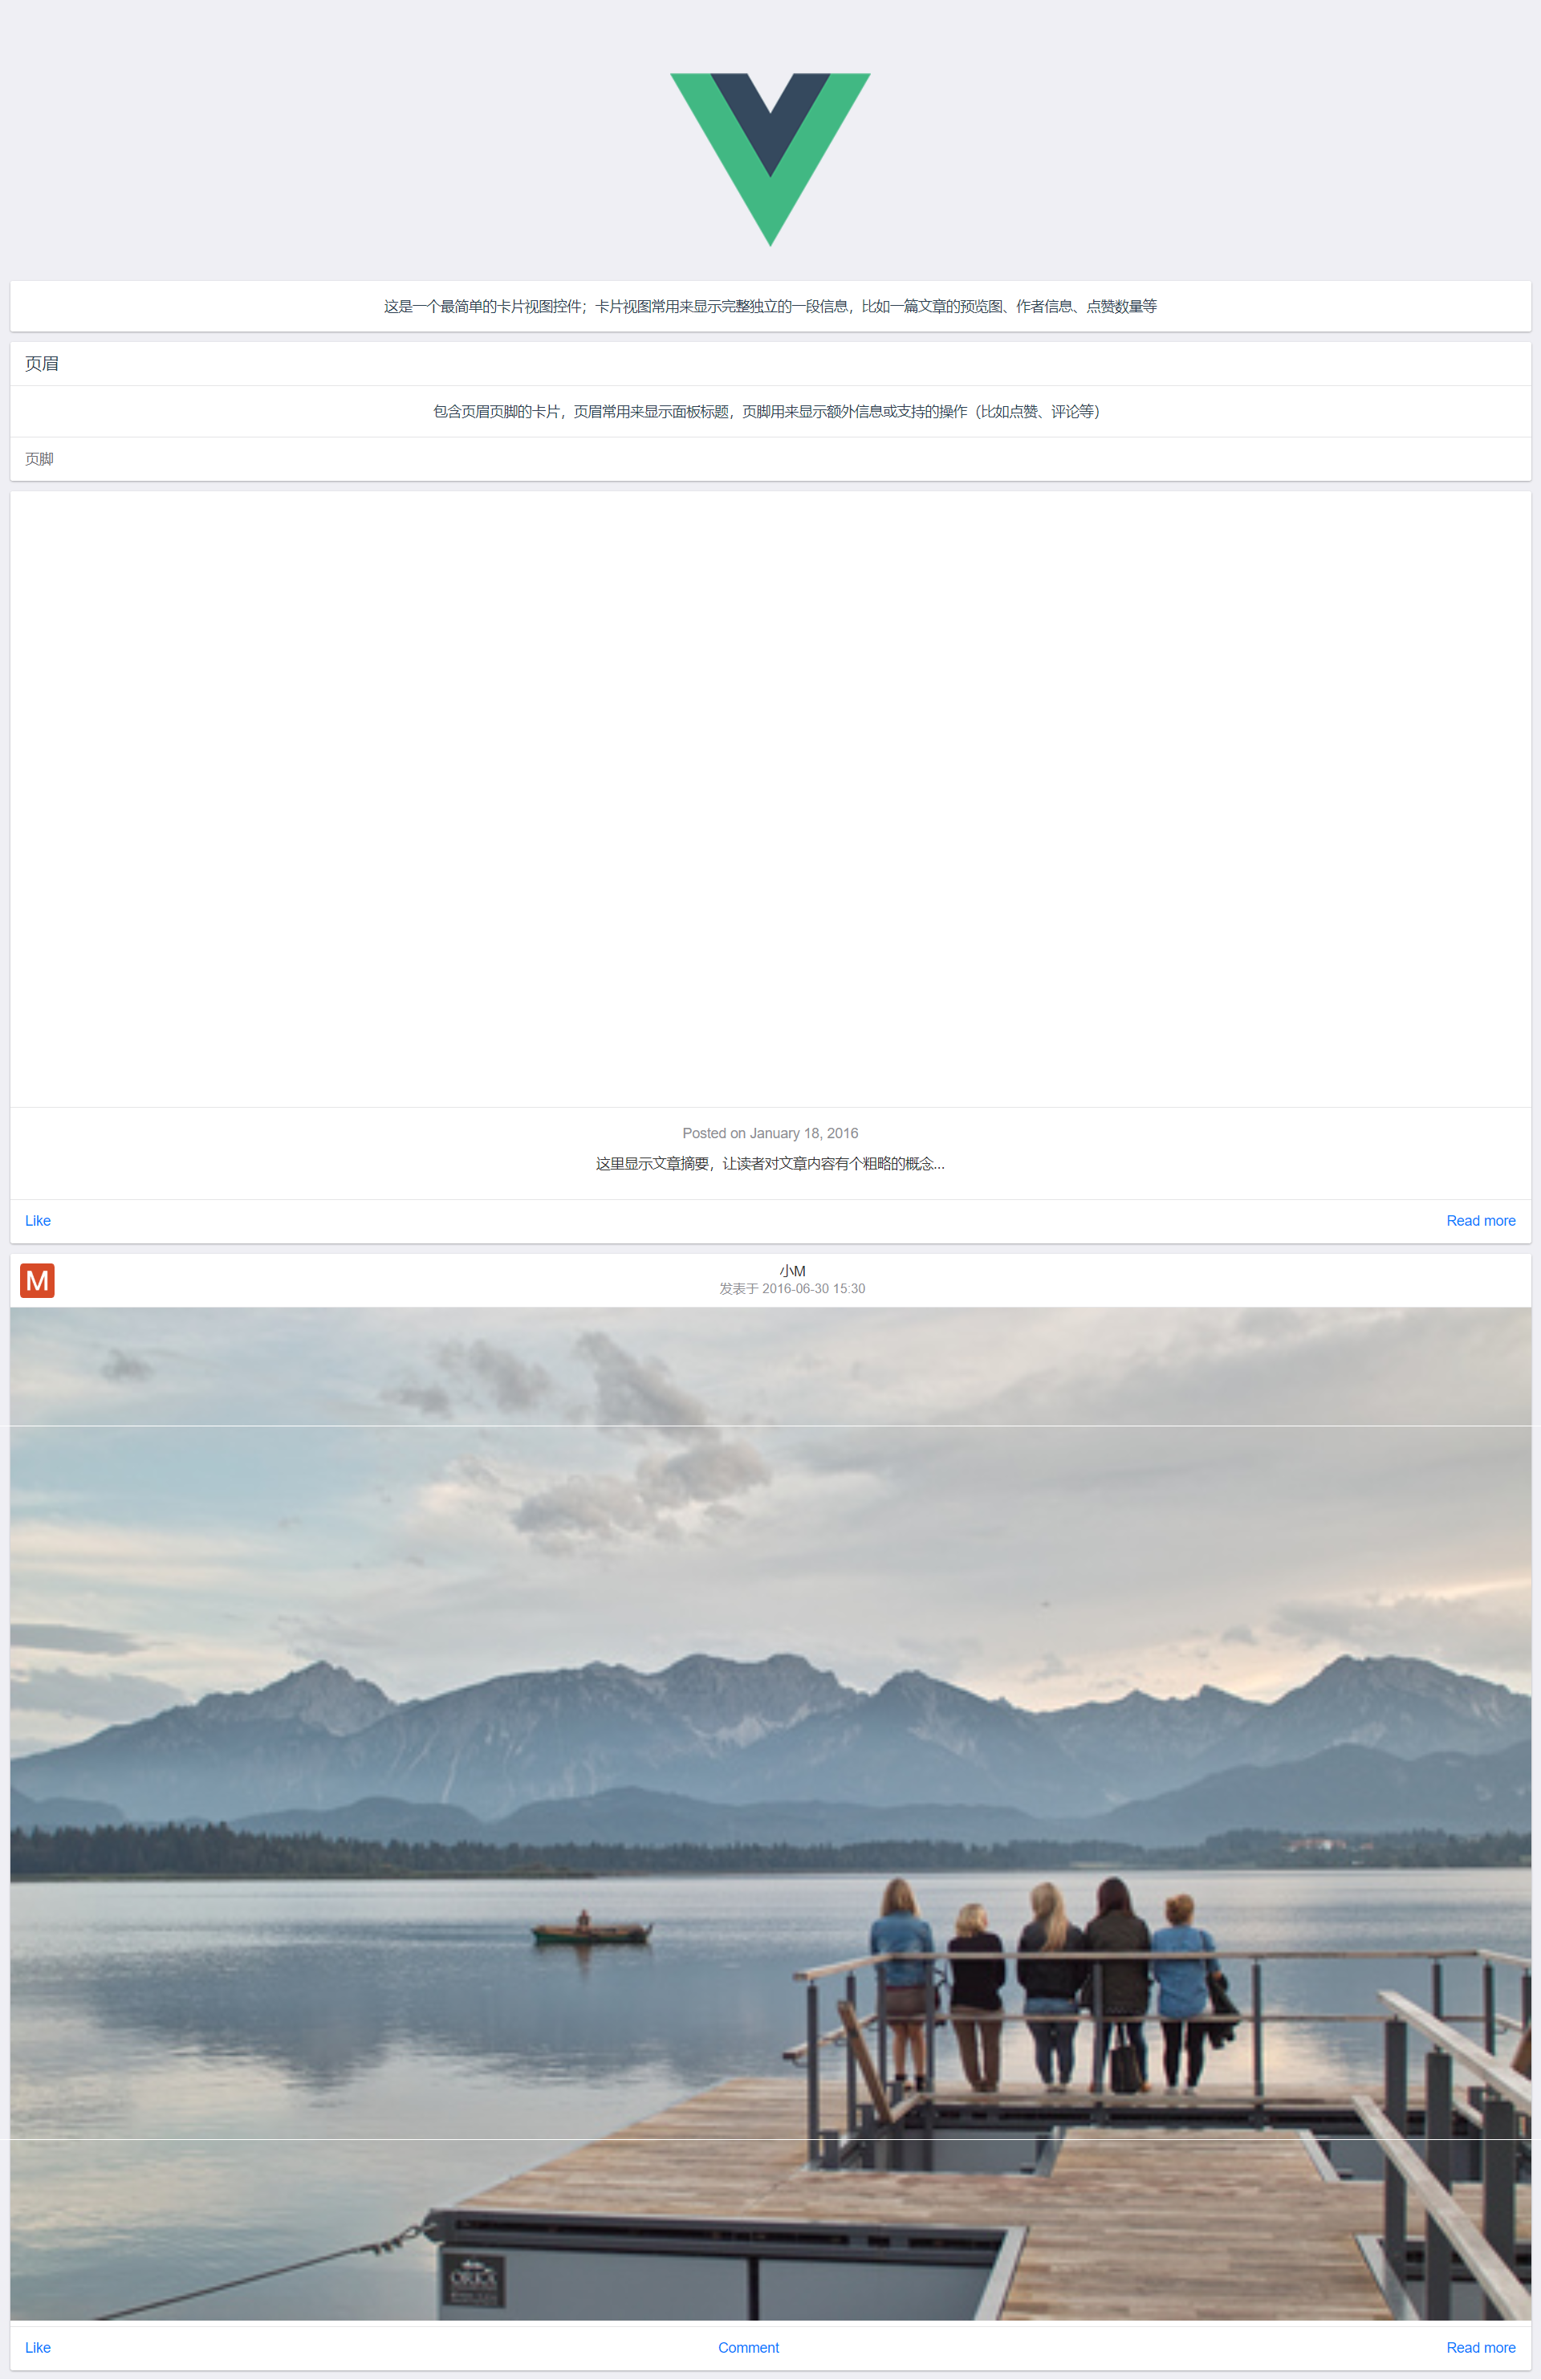 这是一个最简单的卡片视图控件；卡片视图常用来显示完整独立的一段信息，比如一篇文章的预览图、作者信息、点赞数量等
页眉
包含页眉页脚的卡片，页眉常用来显示面板标题，页脚用来显示额外信息或支持的操作（比如点赞、评论等）
页脚
Posted on January 18, 2016
这里显示文章摘要，让读者对文章内容有个粗略的概念...
Like Read more
M
小M
发表于 2016-06-30 15:30
ORKA
Like Comment Read more